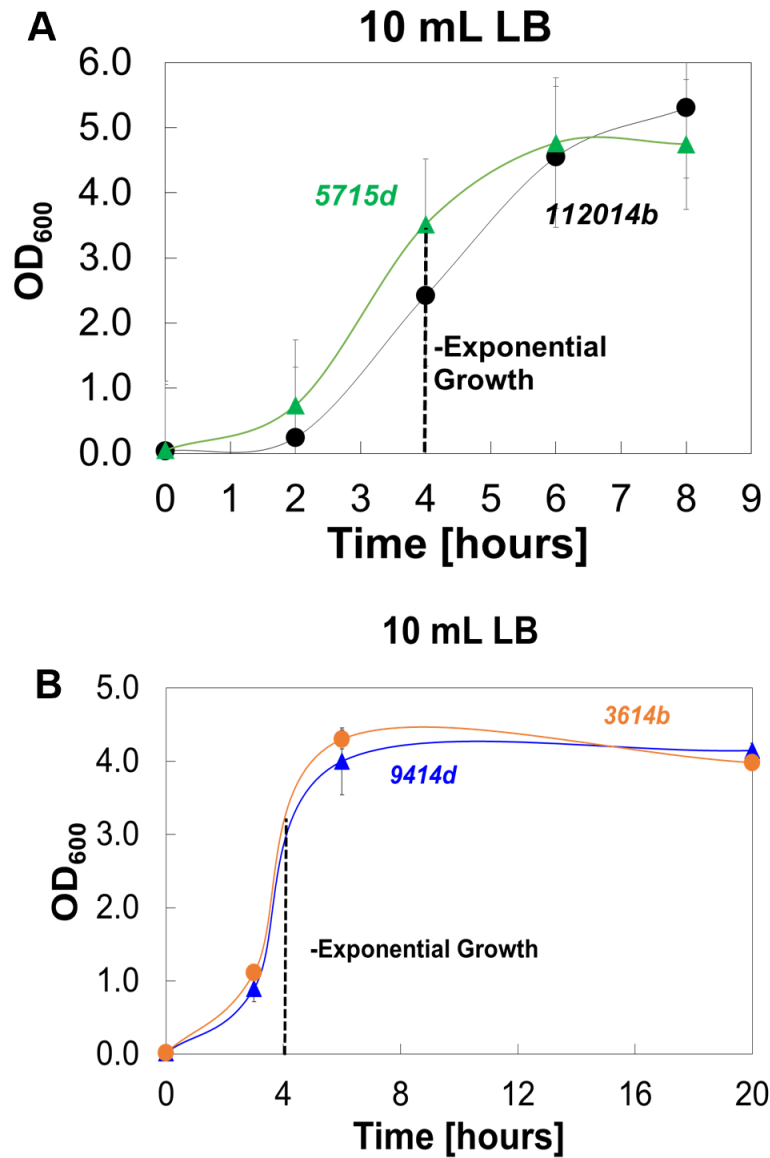 A
10 mL LB
6.0
5.0
4.0
3.0
2.0
1.0
0.0
OD600
5715d
112014b
-Exponential
Growth
0 1 2 3 4 5 6 7 8 9
Time [hours]
10 mL LB
B
5.0
4.0
3.0
2.0
1.0
0.0
OD600
3614b
9414d
-Exponential Growth
0 4 8 12 16 20
Time [hours]